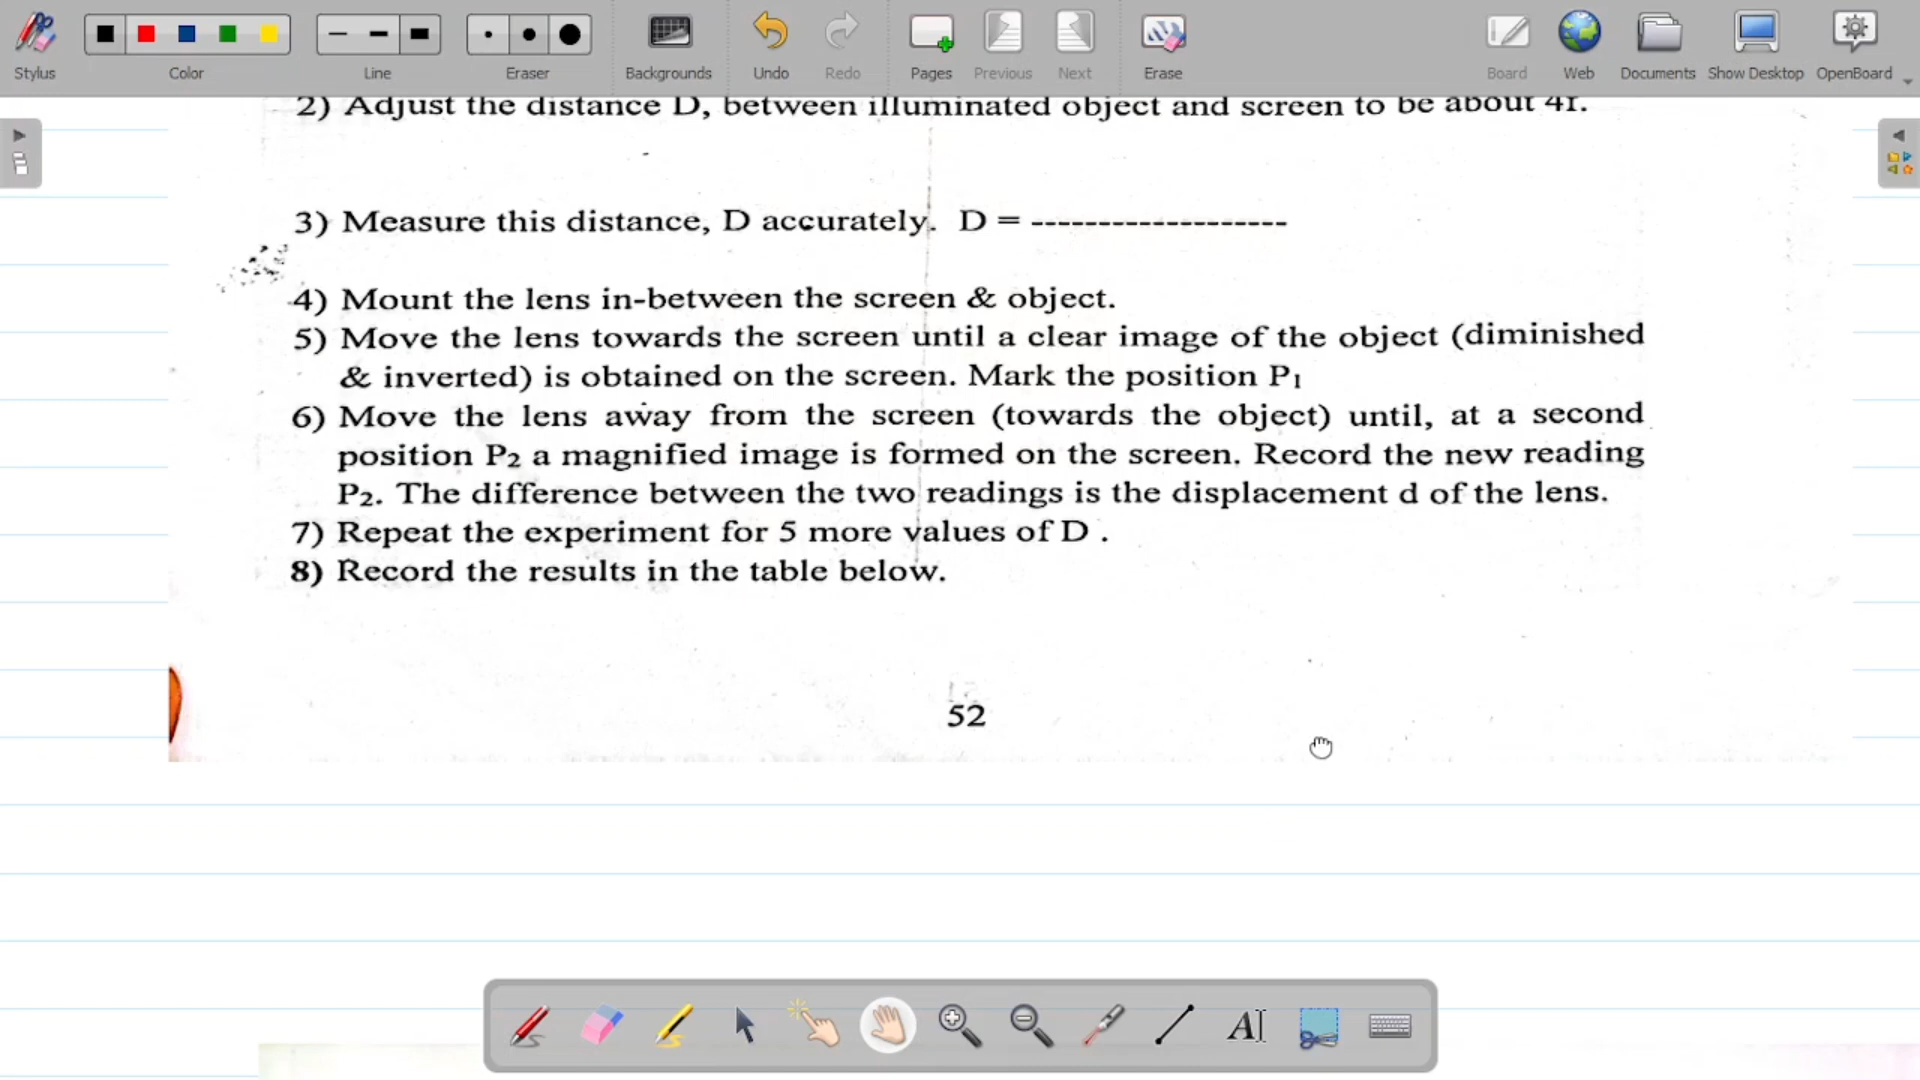 Stylus
Color
Line
Eraser
Backgrounds
Undo
Redo
Pages
Previous
Next
Erase
Board
Web
Documents
Show Desktop
OpenBoard
2) Adjust the distance D, between illuminated object and screen to be about 4f.
3) Measure this distance, D accurately. D = -------------------
4) Mount the lens in-between the screen & object.
5) Move the lens towards the screen until a clear image of the object (diminished
& inverted) is obtained on the screen. Mark the position P1
6) Move the lens away from the screen (towards the object) until, at a second
position P2 a magnified image is formed on the screen. Record the new reading
P2. The difference between the two readings is the displacement d of the lens.
7) Repeat the experiment for 5 more values of D .
8) Record the results in the table below.
52